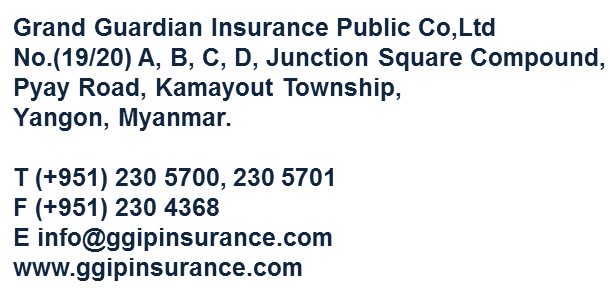 Grand Guardian Insurance Public Co,Ltd
No.(19/20) A, B, C, D, Junction Square Compound,
Pyay Road, Kamayout Township,
Yangon, Myanmar.
T (+951) 230 5700, 230 5701
F (+951) 230 4368
E info@ggipinsurance.com
www.ggipinsurance.com